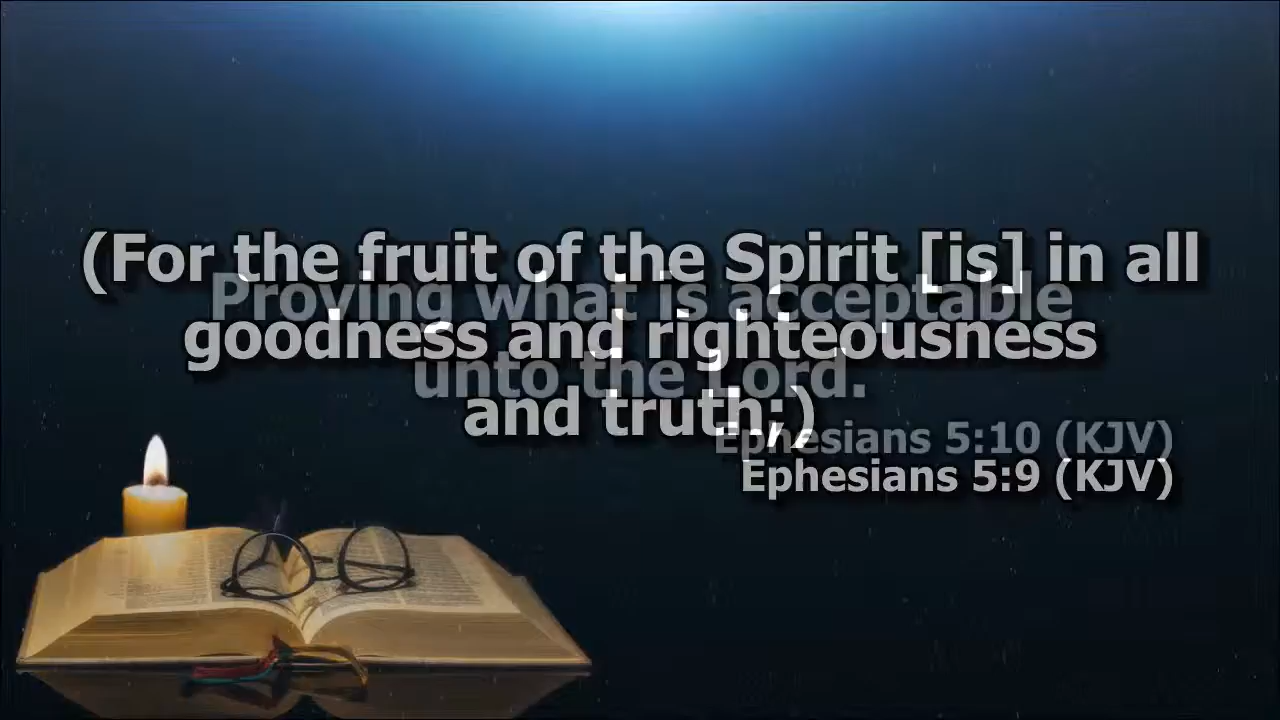 (For the fruit of the Spirit [is] in all
goodness and righteousness
and truth;)
Ephesians 5:9 (KJV)
Proving what is acceptable
unto the Lord.
Ephesians 5:10 (KJV)